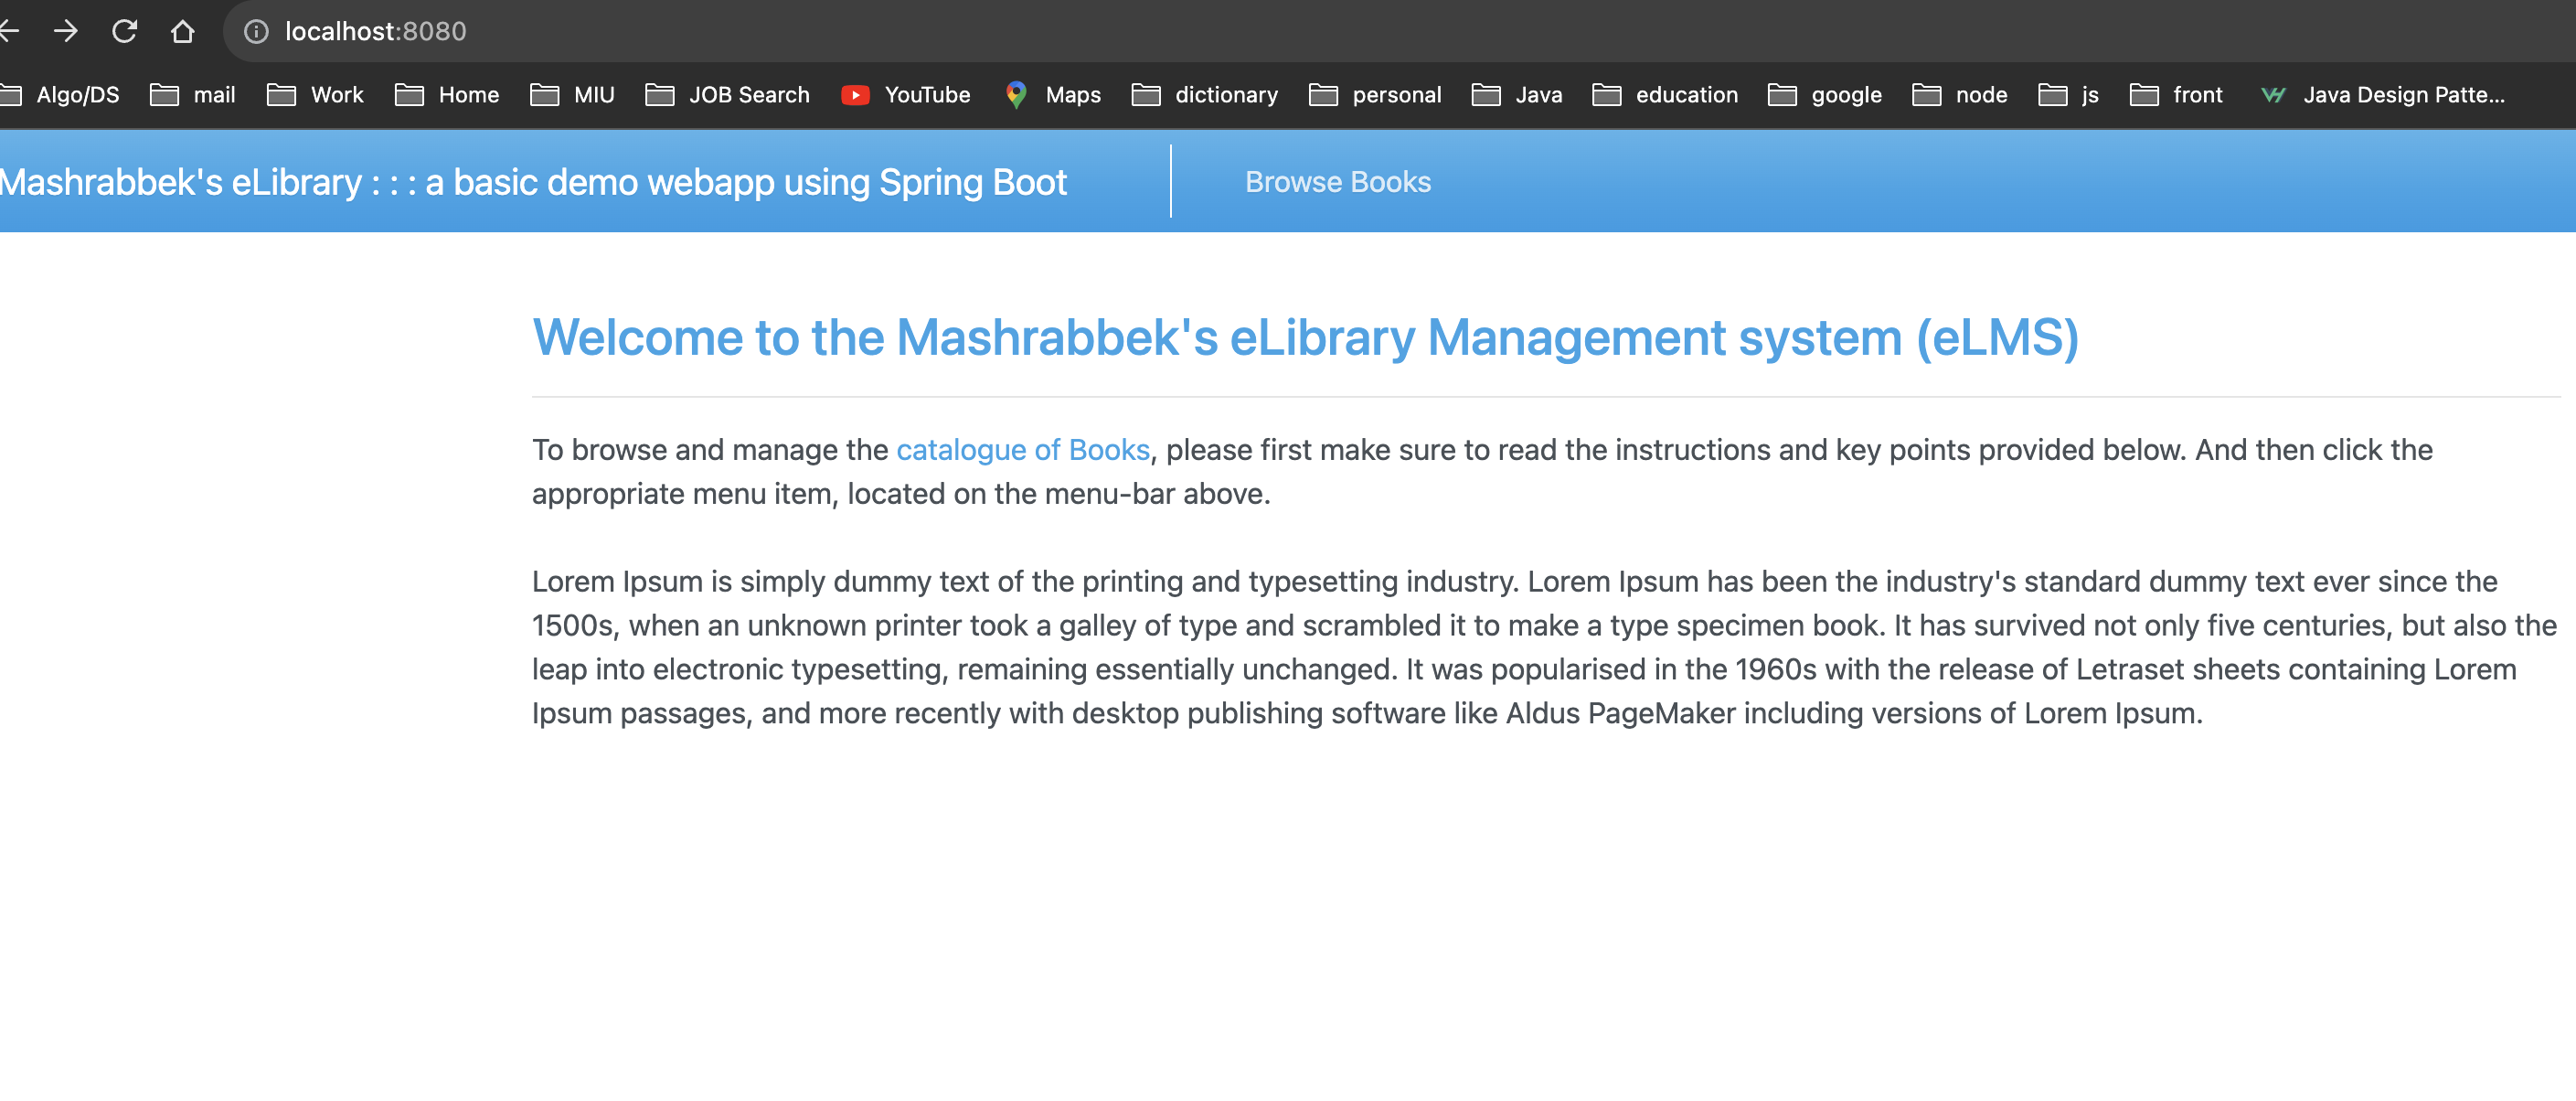 localhost:8080
Algo/DS mail Work Home MIU JOB Search YouTube Maps dictionary personal Java education google node js front Java Design Patte...
Mashrabbek's eLibrary : : : a basic demo webapp using Spring Boot Browse Books
Welcome to the Mashrabbek's eLibrary Management system (eLMS)
To browse and manage the catalogue of Books, please first make sure to read the instructions and key points provided below. And then click the
appropriate menu item, located on the menu-bar above.
Lorem Ipsum is simply dummy text of the printing and typesetting industry. Lorem Ipsum has been the industry's standard dummy text ever since the
1500s, when an unknown printer took a galley of type and scrambled it to make a type specimen book. It has survived not only five centuries, but also the
leap into electronic typesetting, remaining essentially unchanged. It was popularised in the 1960s with the release of Letraset sheets containing Lorem
Ipsum passages, and more recently with desktop publishing software like Aldus PageMaker including versions of Lorem Ipsum.